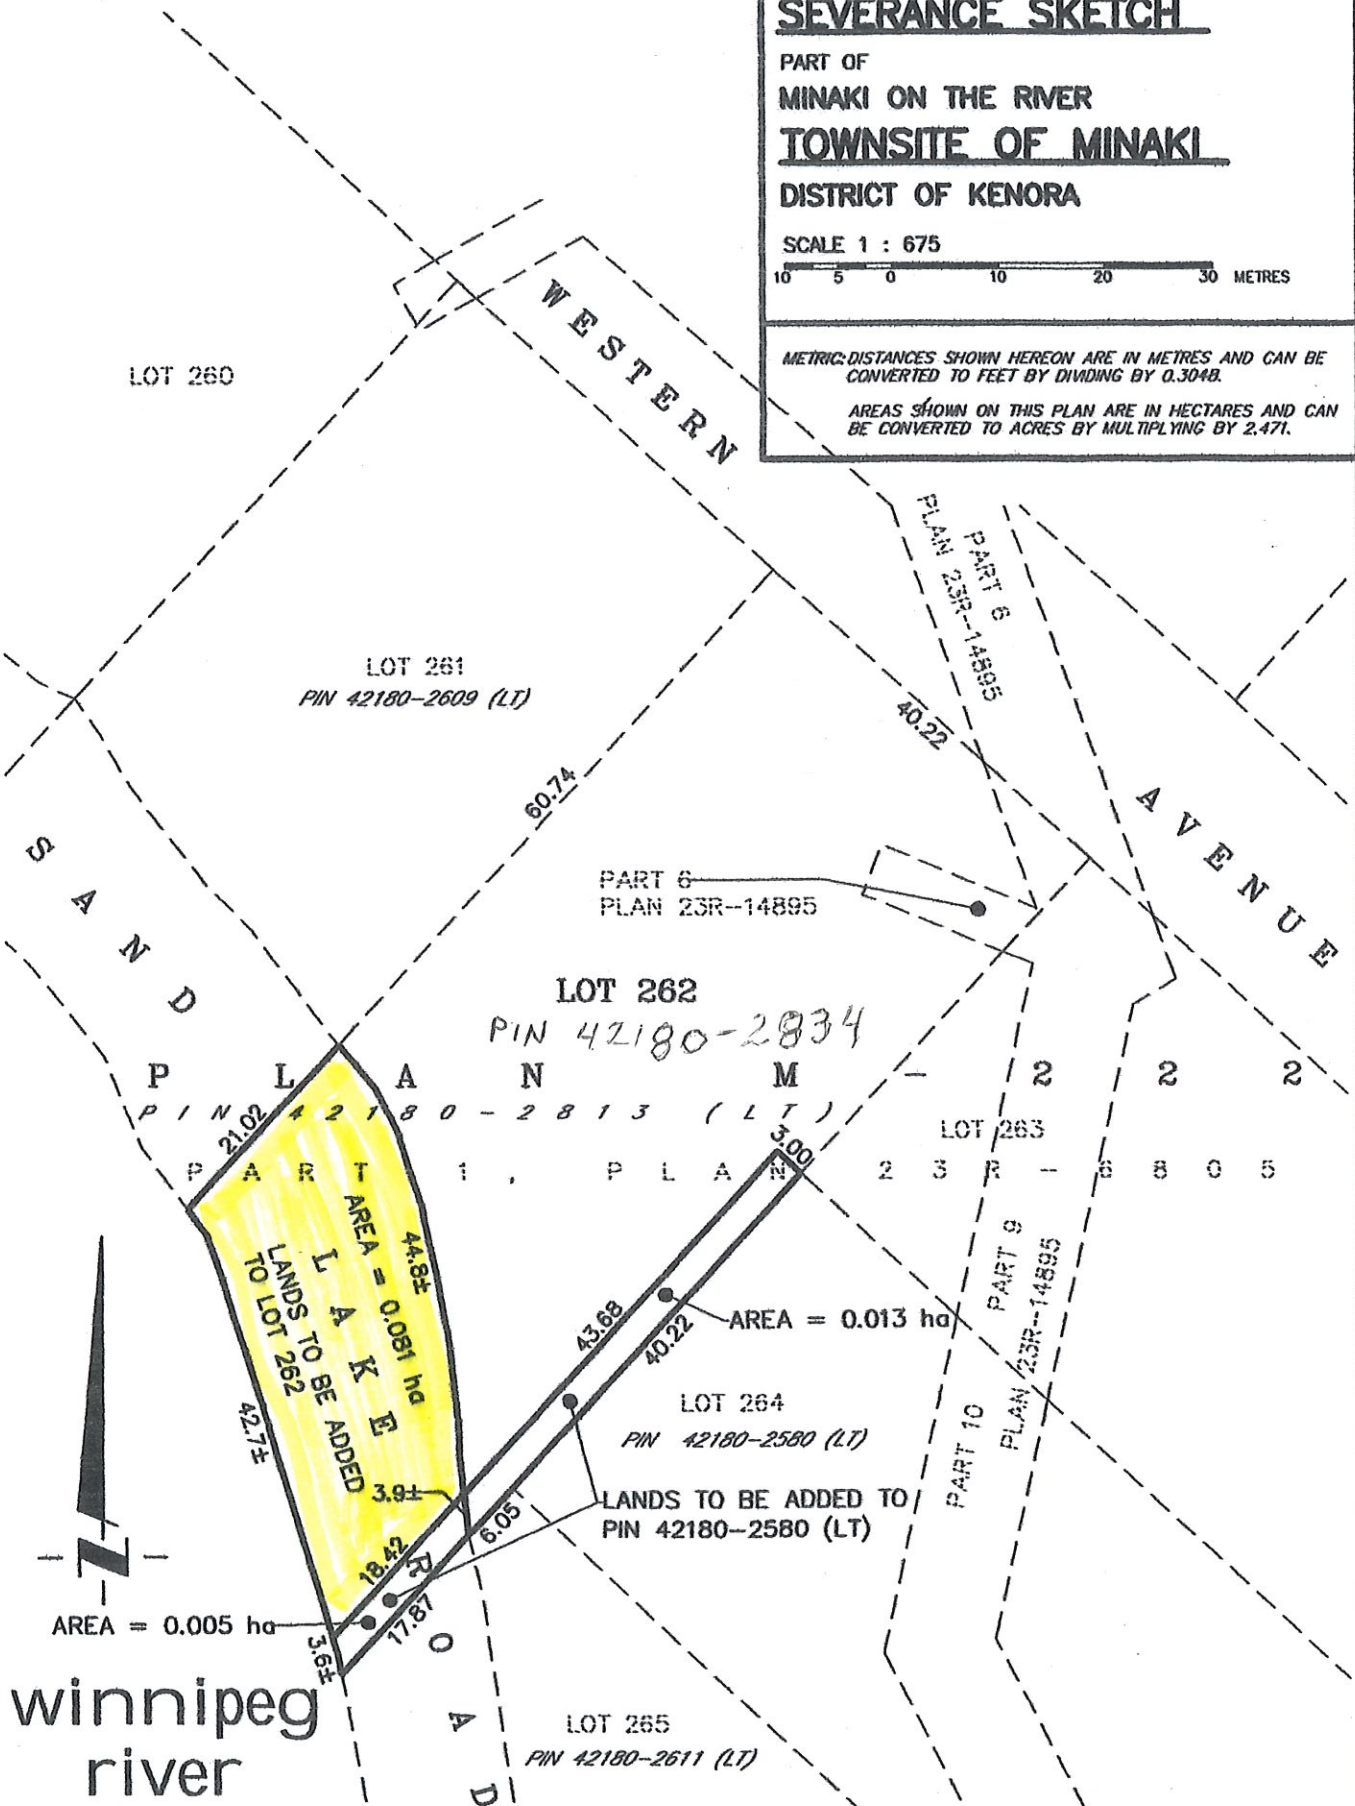 SEVERANCE SKETCH
PART OF
MINAKI ON THE RIVER
TOWNSITE OF MINAKI
DISTRICT OF KENORA
SCALE 1 : 675
10 5 0 10 20 30 METRES
METRIC: DISTANCES SHOWN HEREON ARE IN METRES AND CAN BE
CONVERTED TO FEET BY DIVIDING BY 0.3048.
AREAS SHOWN ON THIS PLAN ARE IN HECTARES AND CAN
BE CONVERTED TO ACRES BY MULTIPLYING BY 2.471.
WESTERN
LOT 260
PART 6
PLAN 23R-14895
LOT 261
PIN 42180-2609 (LT)
40.22
60.74
AVENUE
SAND
PART 6
PLAN 23R-14895
LOT 262
PIN 42180-2834
PLAN M-222
PIN 42180-2813 (LT)
21.02
LOT 263
3.00
PART 1, PLAN 23R-6805
AREA = 0.081 ha
44.8±
LAKE
LANDS TO BE ADDED
TO LOT 262
42.7±
PART 9
PLAN 23R-14895
PART 10
43.68
AREA = 0.013 ha
40.22
LOT 264
PIN 42180-2580 (LT)
3.9±
LANDS TO BE ADDED TO
PIN 42180-2580 (LT)
6.05
18.42
ROAD
17.87
AREA = 0.005 ha
3.6±
N
winnipeg
river
LOT 265
PIN 42180-2611 (LT)